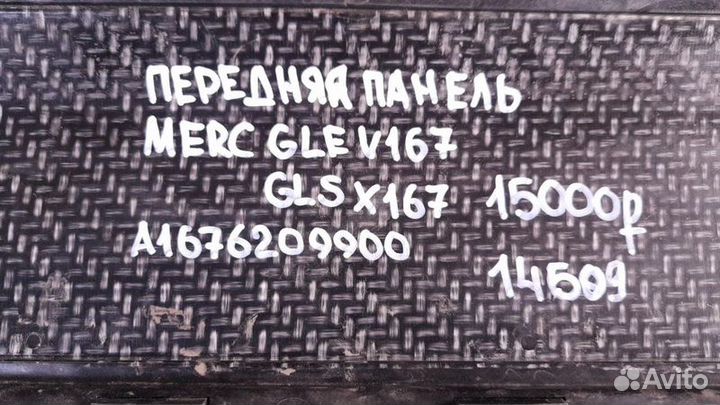 ПЕРЕДНЯЯ ПАНЕЛЬ
MERC GLE V167
GLS X167 15000р
A1676209900
14509
Avito